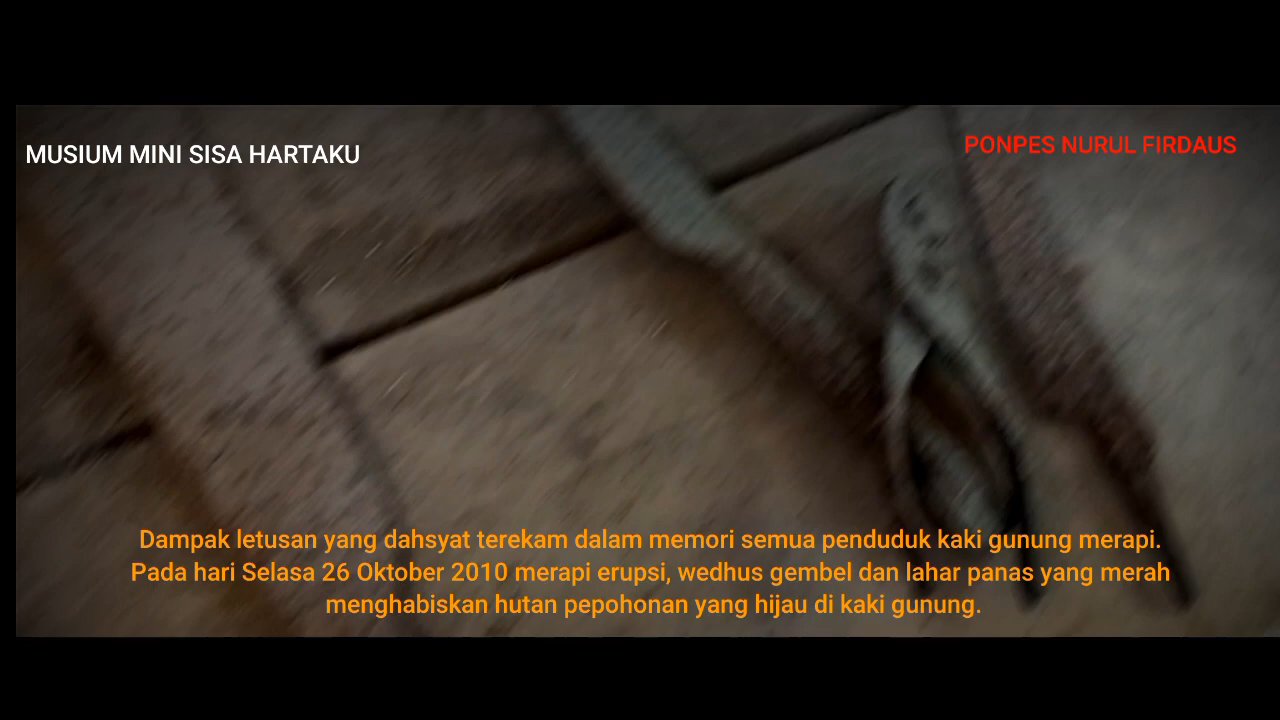 MUSIUM MINI SISA HARTAKU
PONPES NURUL FIRDAUS
Dampak letusan yang dahsyat terekam dalam memori semua penduduk kaki gunung merapi.
Pada hari Selasa 26 Oktober 2010 merapi erupsi, wedhus gembel dan lahar panas yang merah
menghabiskan hutan pepohonan yang hijau di kaki gunung.